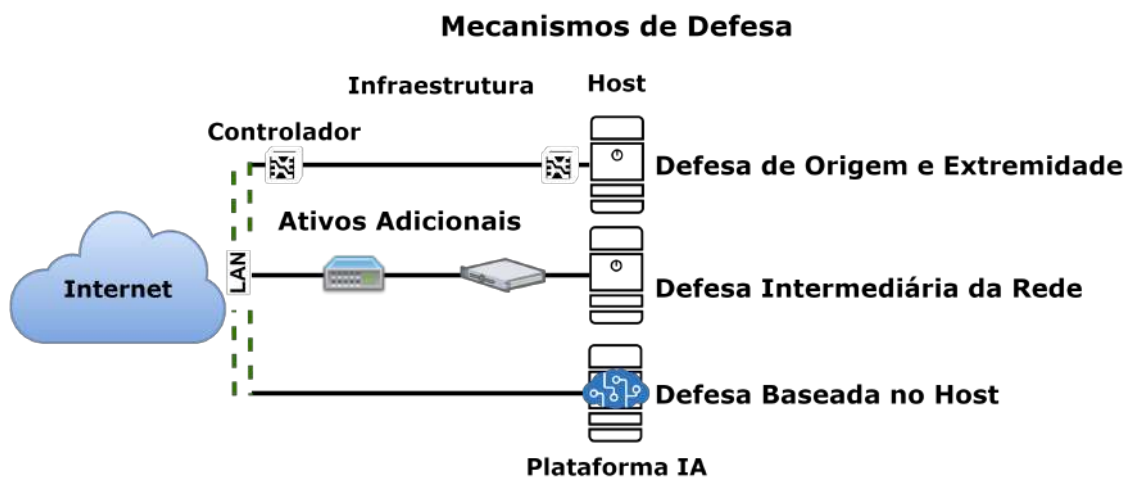 Mecanismos de Defesa
Infraestrutura
Host
Controlador
Defesa de Origem e Extremidade
Ativos Adicionais
LAN
Internet
Defesa Intermediária da Rede
Defesa Baseada no Host
Plataforma IA